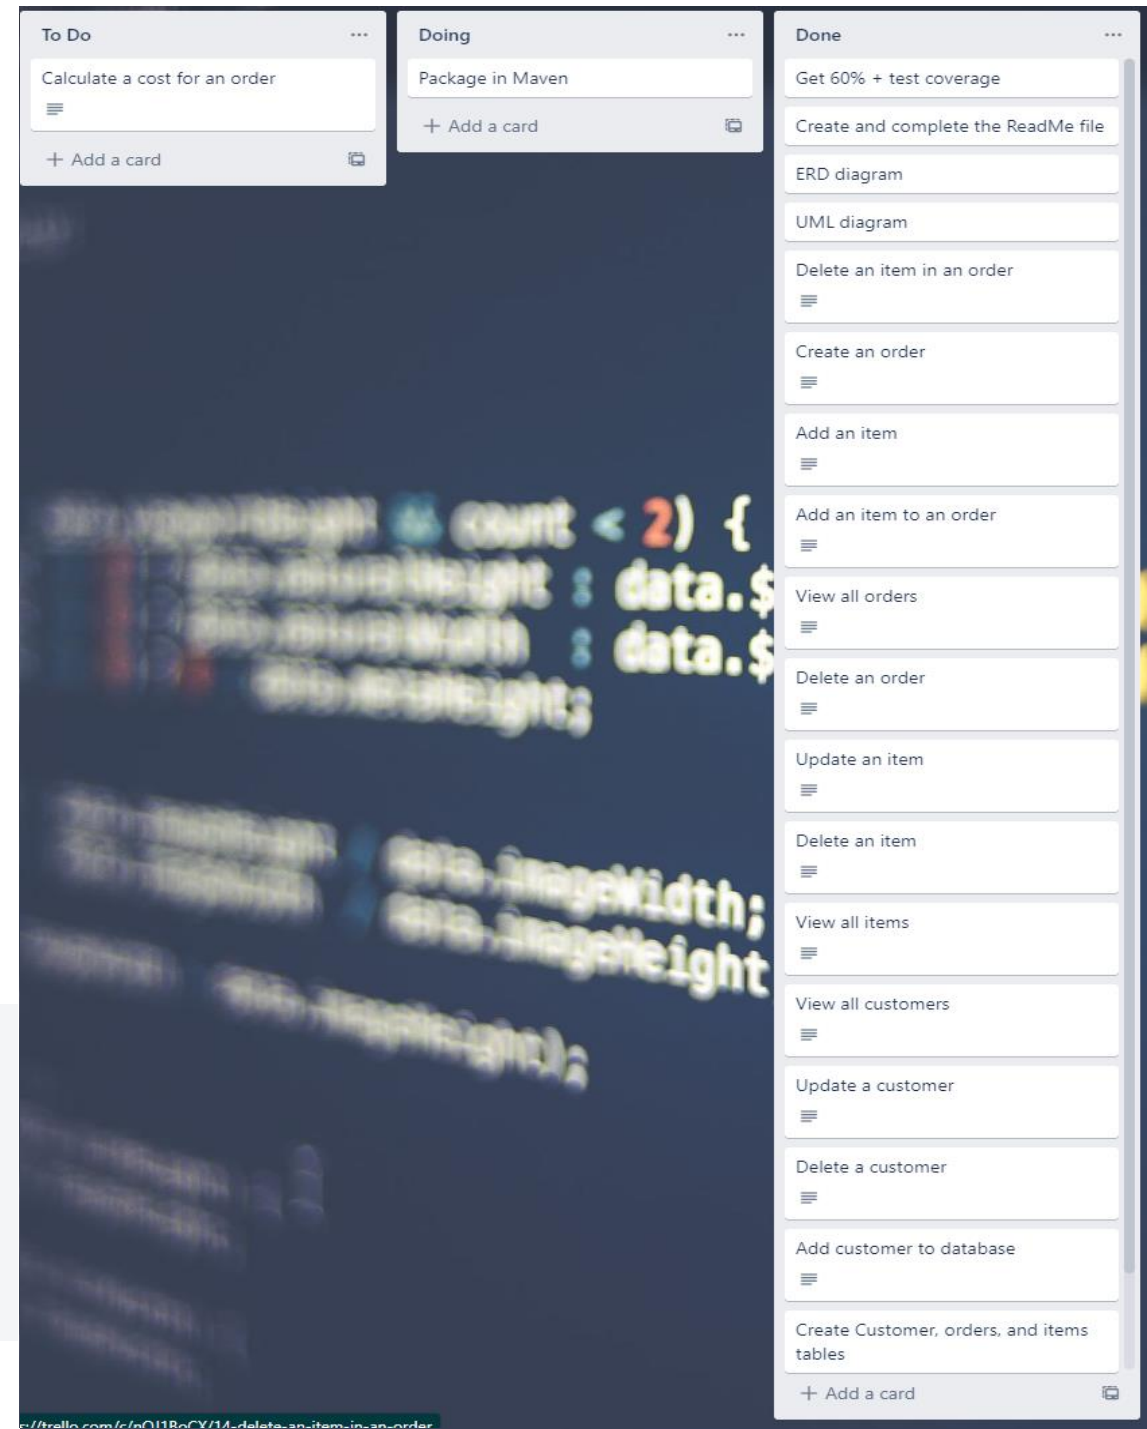 To Do
Calculate a cost for an order
Add a card
Doing
Package in Maven
Add a card
Done
Get 60% + test coverage
Create and complete the ReadMe file
ERD diagram
UML diagram
Delete an item in an order
Create an order
Add an item
Add an item to an order
View all orders
Delete an order
Update an item
Delete an item
View all items
View all customers
Update a customer
Delete a customer
Add customer to database
Create Customer, orders, and items
tables
Add a card
count < 2) {
: data.$
: data.$
data.imageWidth;
data.imageHeight